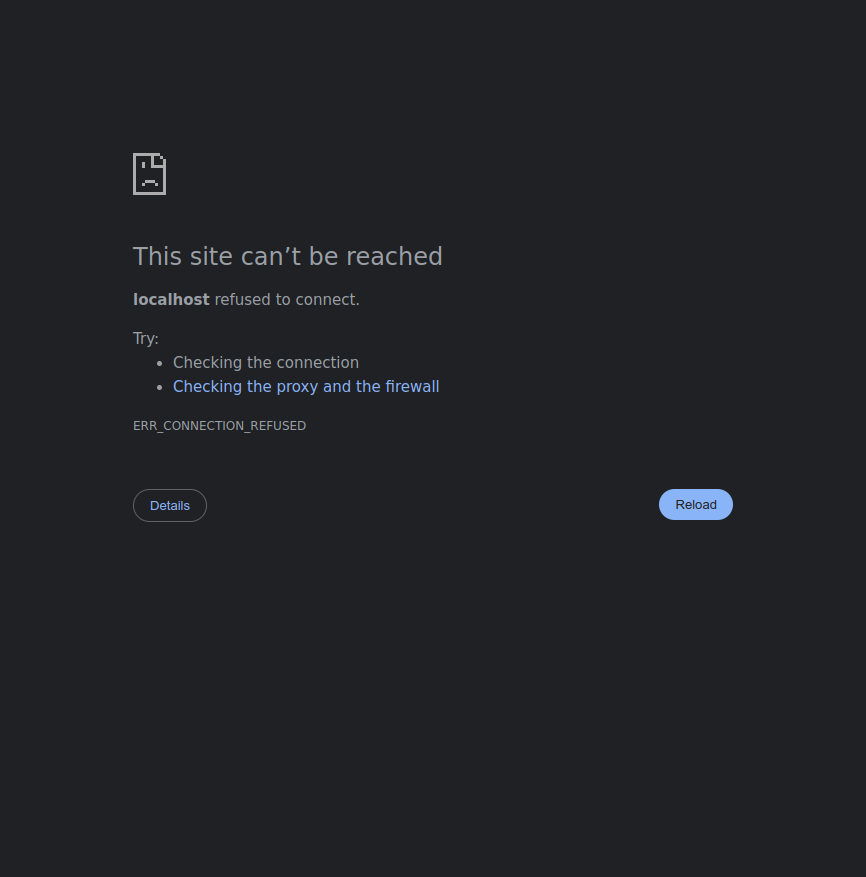 This site can’t be reached
localhost refused to connect.
Try:
Checking the connection
Checking the proxy and the firewall
ERR_CONNECTION_REFUSED
Details
Reload